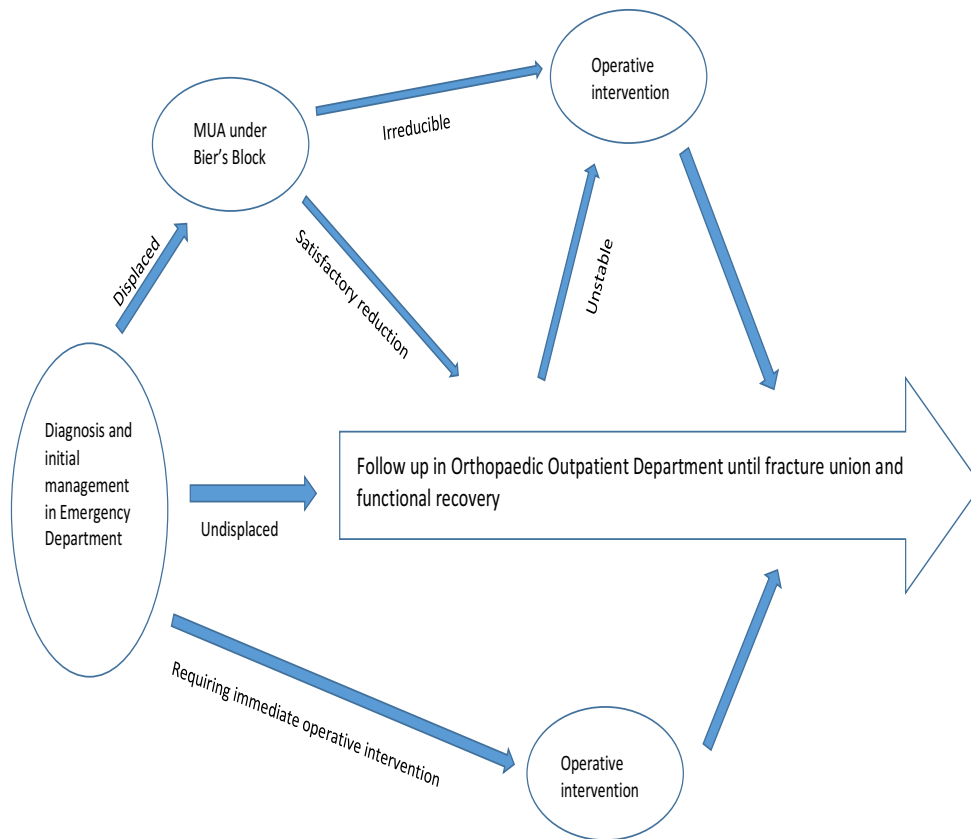 Operative
intervention
MUA under
Bier's Block
Irreducible
Displaced
Satisfactory reduction
Unstable
Diagnosis and
initial
management
in Emergency
Department
Follow up in Orthopaedic Outpatient Department until fracture union and
functional recovery
Undisplaced
Requiring immediate operative intervention
Operative
intervention